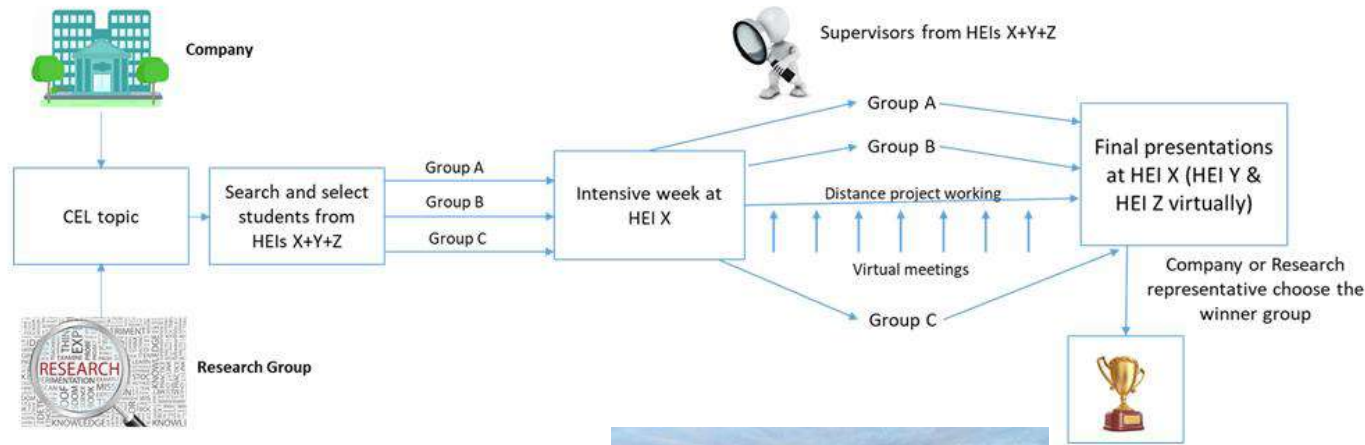 Company
Supervisors from HEIs X+Y+Z
CEL topic
Search and select
students from
HEIs X+Y+Z
Group A
Group B
Group C
Intensive week at
HEI X
Group A
Group B
Distance project working
Virtual meetings
Group C
Final presentations
at HEI X (HEI Y &
HEI Z virtually)
Company or Research
representative choose the
winner group
RESEARCH
Research Group